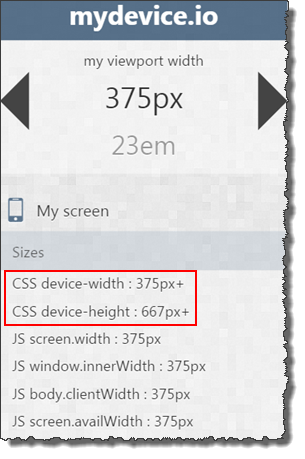 mydevice.io
my viewport width
375px
23em
My screen
Sizes
CSS device-width : 375px+
CSS device-height : 667px+
JS screen.width : 375px
JS window.innerWidth : 375px
JS body.clientWidth : 375px
JS screen.availWidth : 375px